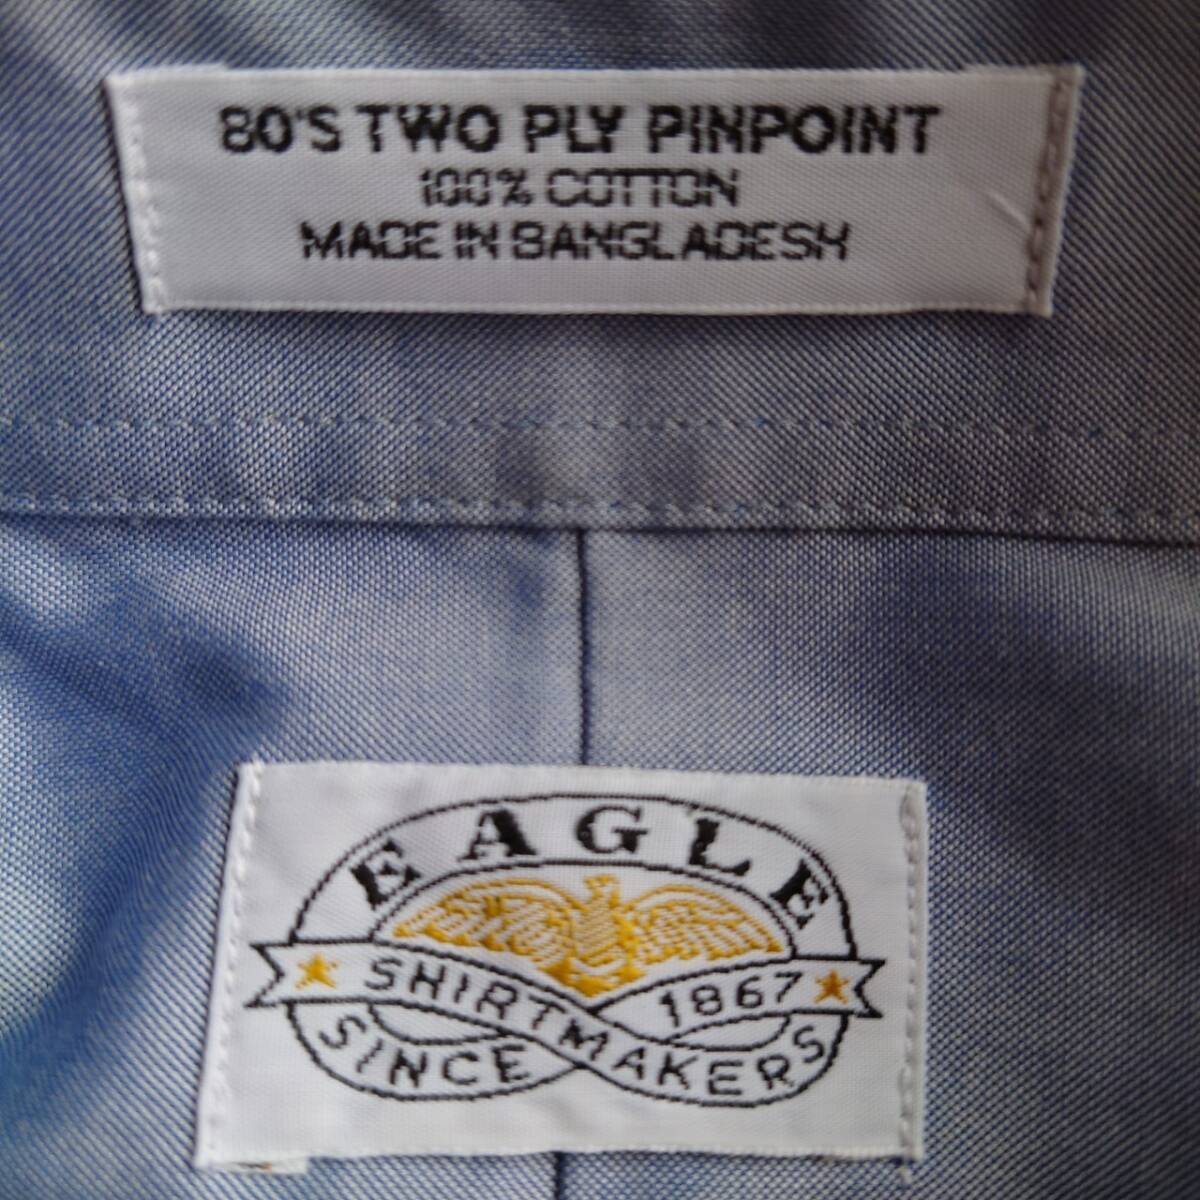 80'S TWO PLY PINPOINT
100% COTTON
MADE IN BANGLADESH
EAGLE
SHIRTMAKERS
SINCE 1867